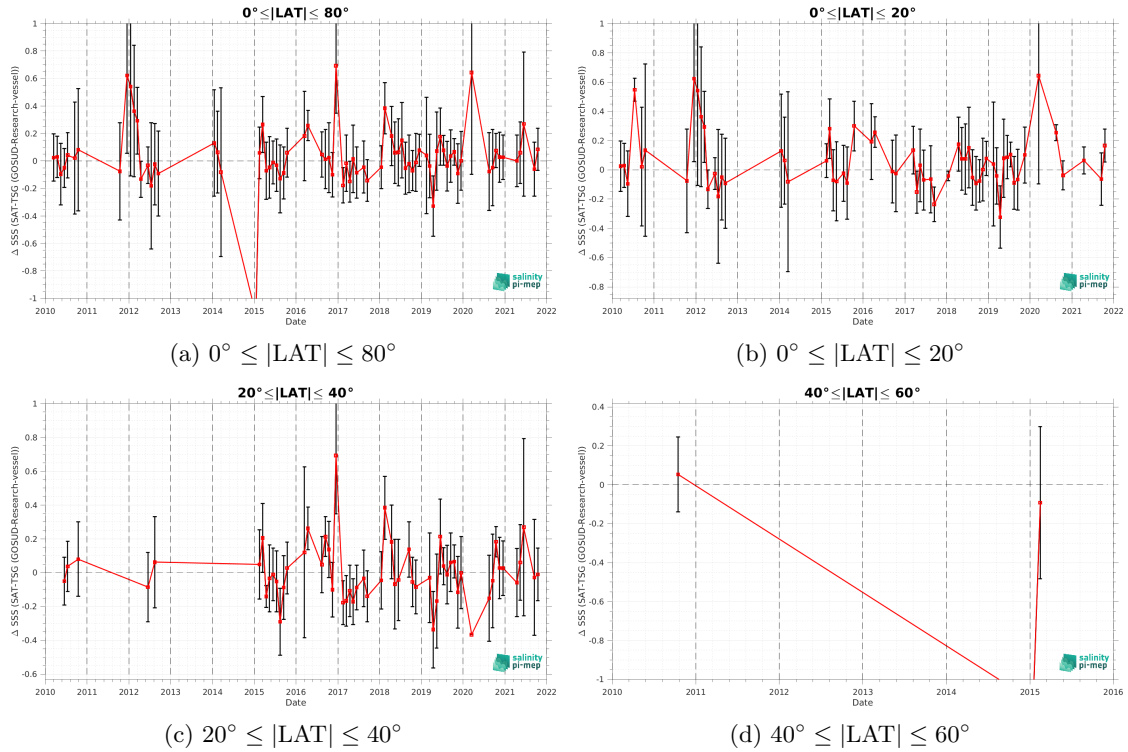 0°≤|LAT|≤ 80°
Δ SSS (SAT-TSG (GOSUD-Research-vessel))
1
0.8
0.6
0.4
0.2
0
-0.2
-0.4
-0.6
-0.8
-1
2010 2011 2012 2013 2014 2015 2016 2017 2018 2019 2020 2021 2022
Date
salinity
pi-mep
(a) 0° ≤ |LAT| ≤ 80°
0°≤|LAT|≤ 20°
Δ SSS (SAT-TSG (GOSUD-Research-vessel))
1
0.8
0.6
0.4
0.2
0
-0.2
-0.4
-0.6
-0.8
2010 2011 2012 2013 2014 2015 2016 2017 2018 2019 2020 2021 2022
Date
salinity
pi-mep
(b) 0° ≤ |LAT| ≤ 20°
20°≤|LAT|≤ 40°
Δ SSS (SAT-TSG (GOSUD-Research-vessel))
1
0.8
0.6
0.4
0.2
0
-0.2
-0.4
-0.6
2010 2011 2012 2013 2014 2015 2016 2017 2018 2019 2020 2021 2022
Date
salinity
pi-mep
(c) 20° ≤ |LAT| ≤ 40°
40°≤|LAT|≤ 60°
Δ SSS (SAT-TSG (GOSUD-Research-vessel))
0.4
0.2
0
-0.2
-0.4
-0.6
-0.8
-1
2010 2011 2012 2013 2014 2015 2016
Date
salinity
pi-mep
(d) 40° ≤ |LAT| ≤ 60°